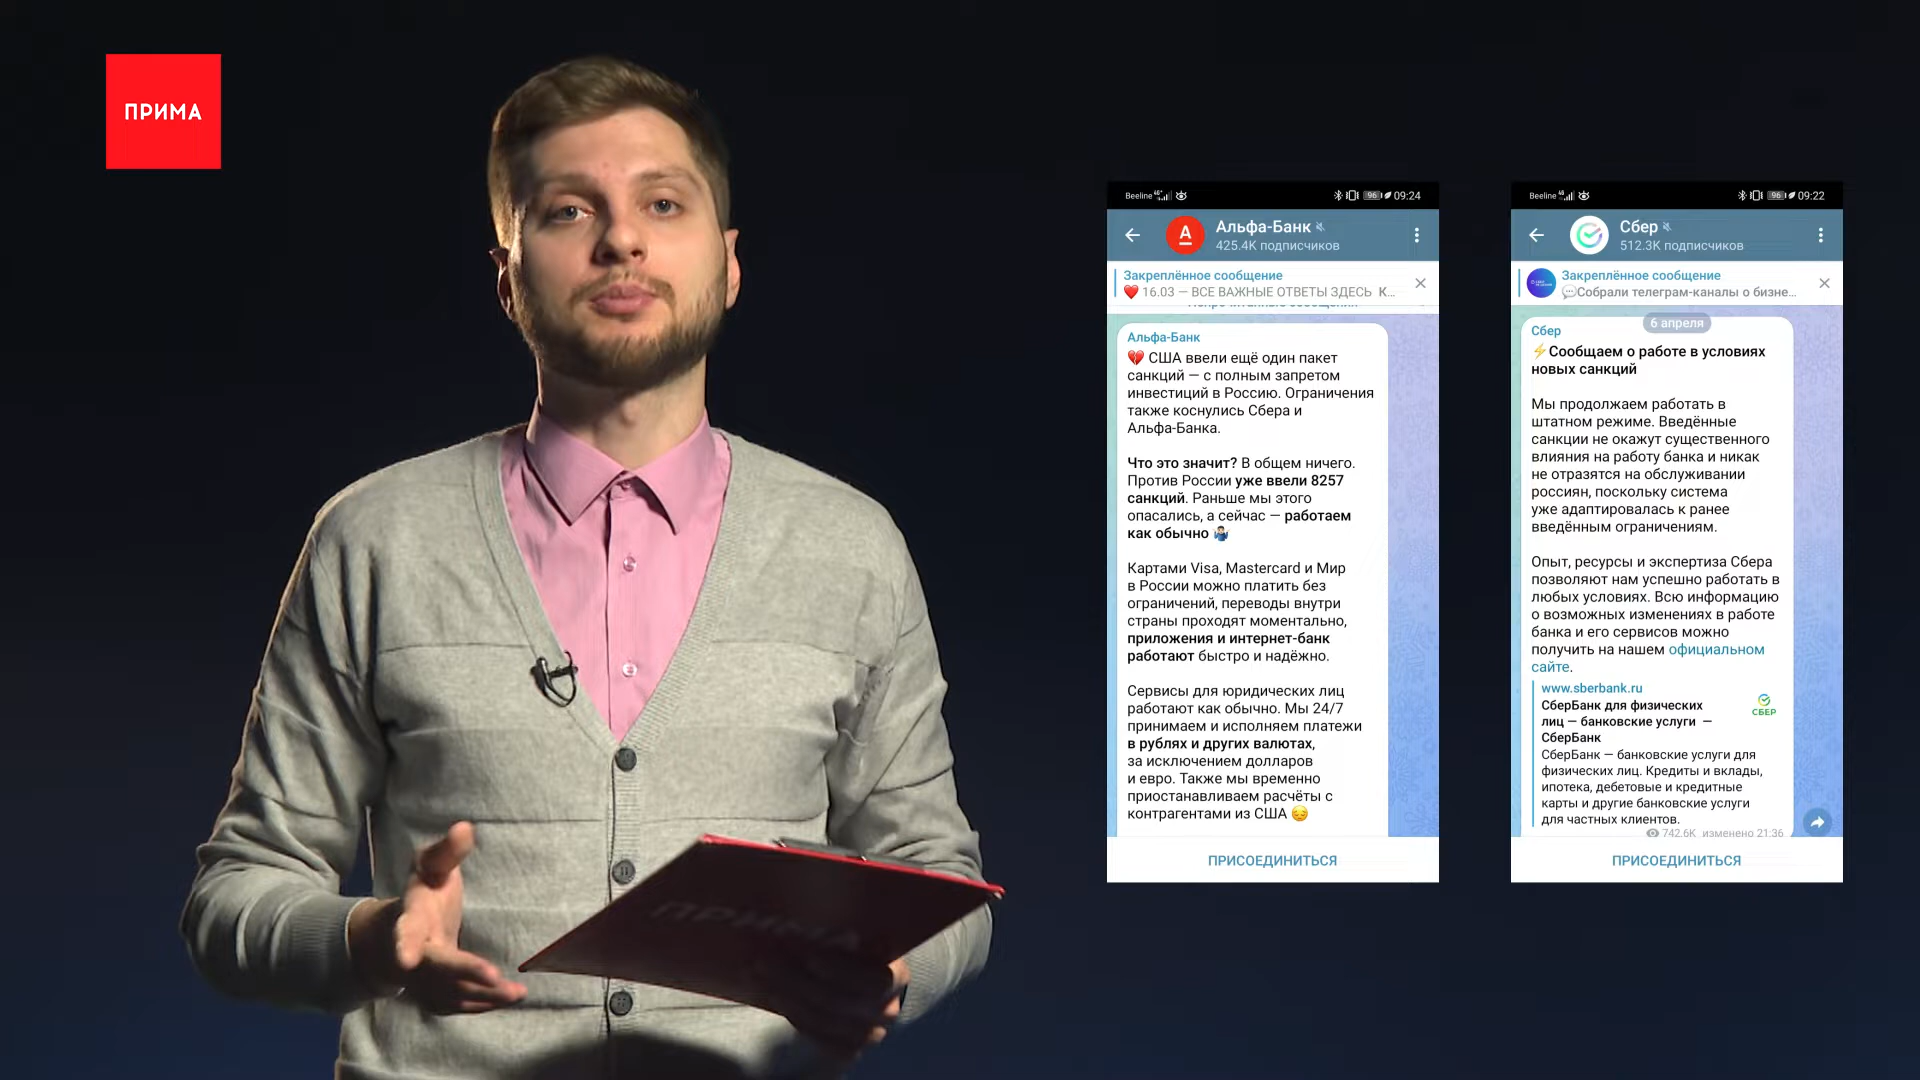 ПРИМА
Beeline
09:24
Альфа-Банк
425.4K подписчиков
Закреплённое сообщение
16.03 — ВСЕ ВАЖНЫЕ ОТВЕТЫ ЗДЕСЬ К...
Альфа-Банк
💔 США ввели ещё один пакет
санкций — с полным запретом
инвестиций в Россию. Ограничения
также коснулись Сбера и
Альфа-Банка.
Что это значит? В общем ничего.
Против России уже ввели 8257
санкций. Раньше мы этого
опасались, а сейчас — работаем
как обычно 🤷🏻‍♂️
Картами Visa, Mastercard и Мир
в России можно платить без
ограничений, переводы внутри
страны проходят моментально,
приложения и интернет-банк
работают быстро и надёжно.
Сервисы для юридических лиц
работают как обычно. Мы 24/7
принимаем и исполняем платежи
в рублях и других валютах,
за исключением долларов
и евро. Также мы временно
приостанавливаем расчёты с
контрагентами из США 😔
ПРИСОЕДИНИТЬСЯ
Beeline
96
09:22
Сбер
512.3K подписчиков
Закреплённое сообщение
💬Собрали телеграм-каналы о бизне...
6 апреля
Сбер
⚡Сообщаем о работе в условиях
новых санкций
Мы продолжаем работать в
штатном режиме. Введённые
санкции не окажут существенного
влияния на работу банка и никак
не отразятся на обслуживании
россиян, поскольку система
уже адаптировалась к ранее
введённым ограничениям.
Опыт, ресурсы и экспертиза Сбера
позволяют нам успешно работать в
любых условиях. Всю информацию
о возможных изменениях в работе
банка и его сервисов можно
получить на нашем официальном
сайте.
www.sberbank.ru
СберБанк для физических
лиц — банковские услуги —
СберБанк
СберБанк — банковские услуги для
физических лиц. Кредиты и вклады,
ипотека, дебетовые и кредитные
карты и другие банковские услуги
для частных клиентов.
СБЕР
742.6K изменено 21:36
ПРИСОЕДИНИТЬСЯ
ПРИМА